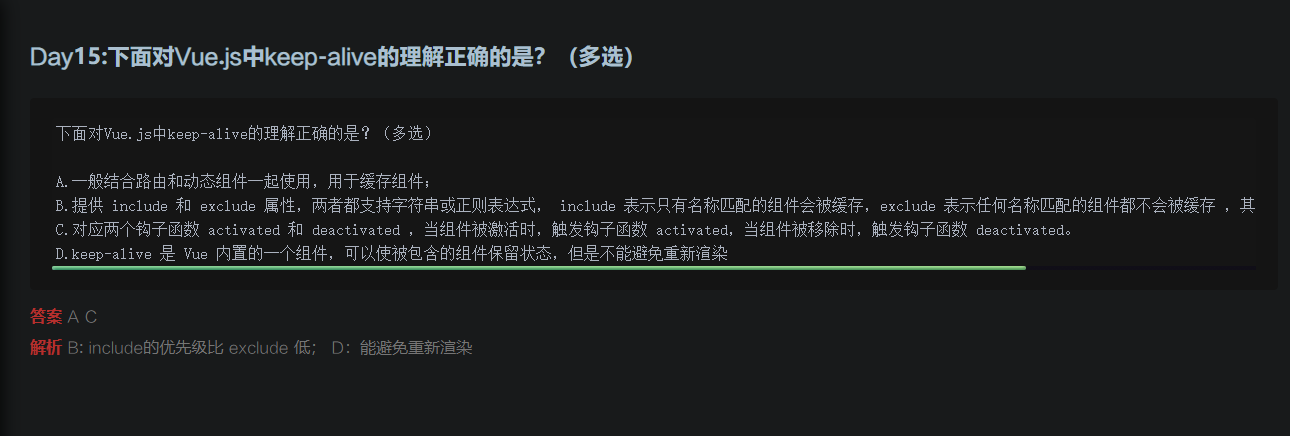 Day15:下面对Vue.js中keep-alive的理解正确的是？（多选）
下面对Vue.js中keep-alive的理解正确的是？（多选）
A.一般结合路由和动态组件一起使用，用于缓存组件；
B.提供 include 和 exclude 属性，两者都支持字符串或正则表达式， include 表示只有名称匹配的组件会被缓存，exclude 表示任何名称匹配的组件都不会被缓存 ，其
C.对应两个钩子函数 activated 和 deactivated ，当组件被激活时，触发钩子函数 activated，当组件被移除时，触发钩子函数 deactivated。
D.keep-alive 是 Vue 内置的一个组件，可以使被包含的组件保留状态，但是不能避免重新渲染
答案 A C
解析 B: include的优先级比 exclude 低； D：能避免重新渲染